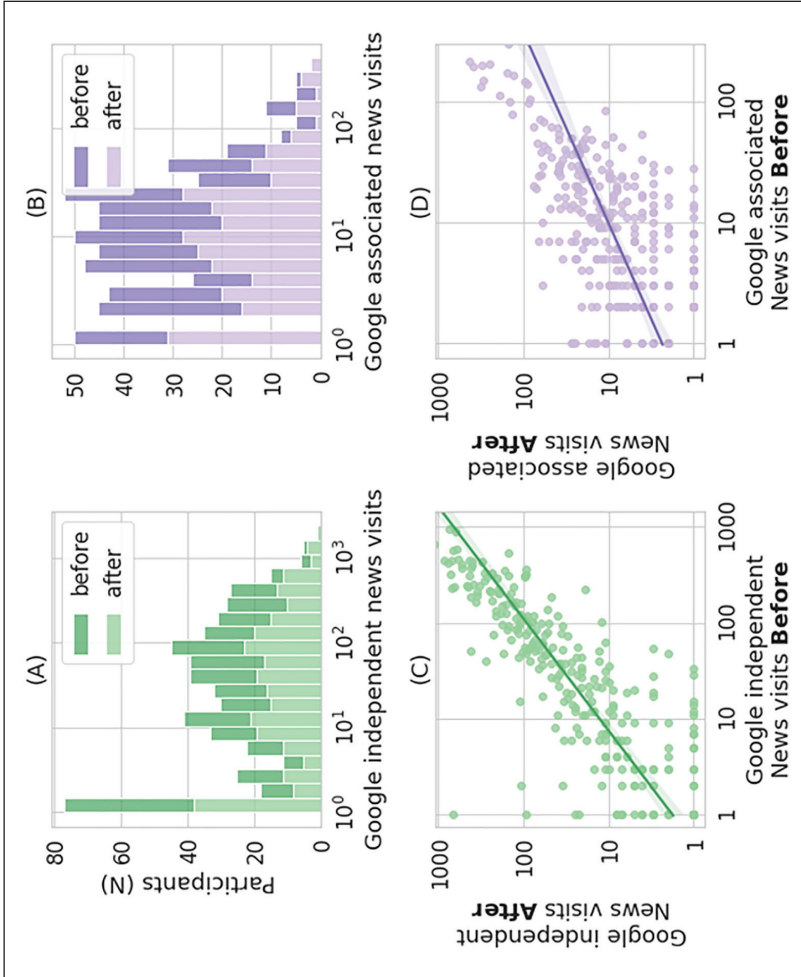 (A)
Participants (N)
80
60
40
20
0
before
after
10⁰ 10¹ 10² 10³
Google independent news visits
(B)
50
40
30
20
10
0
before
after
10⁰ 10¹ 10²
Google associated news visits
(C)
Google independent
News visits After
1000
100
10
1
1 10 100 1000
Google independent
News visits Before
(D)
Google associated
News visits After
1000
100
10
1
1 10 100
Google associated
News visits Before